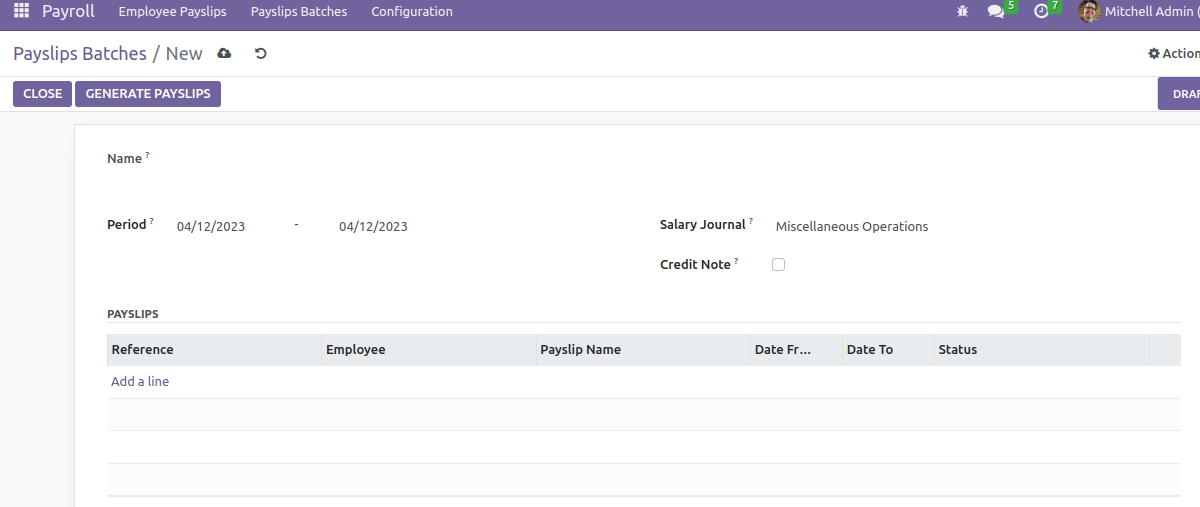 Payroll Employee Payslips Payslips Batches Configuration 5 7 Mitchell Admin (
Payslips Batches / New Action
CLOSE GENERATE PAYSLIPS DRAF
Name ?
Period ? 04/12/2023 - 04/12/2023 Salary Journal ? Miscellaneous Operations
Credit Note ?
PAYSLIPS
Reference Employee Payslip Name Date Fr... Date To Status
Add a line